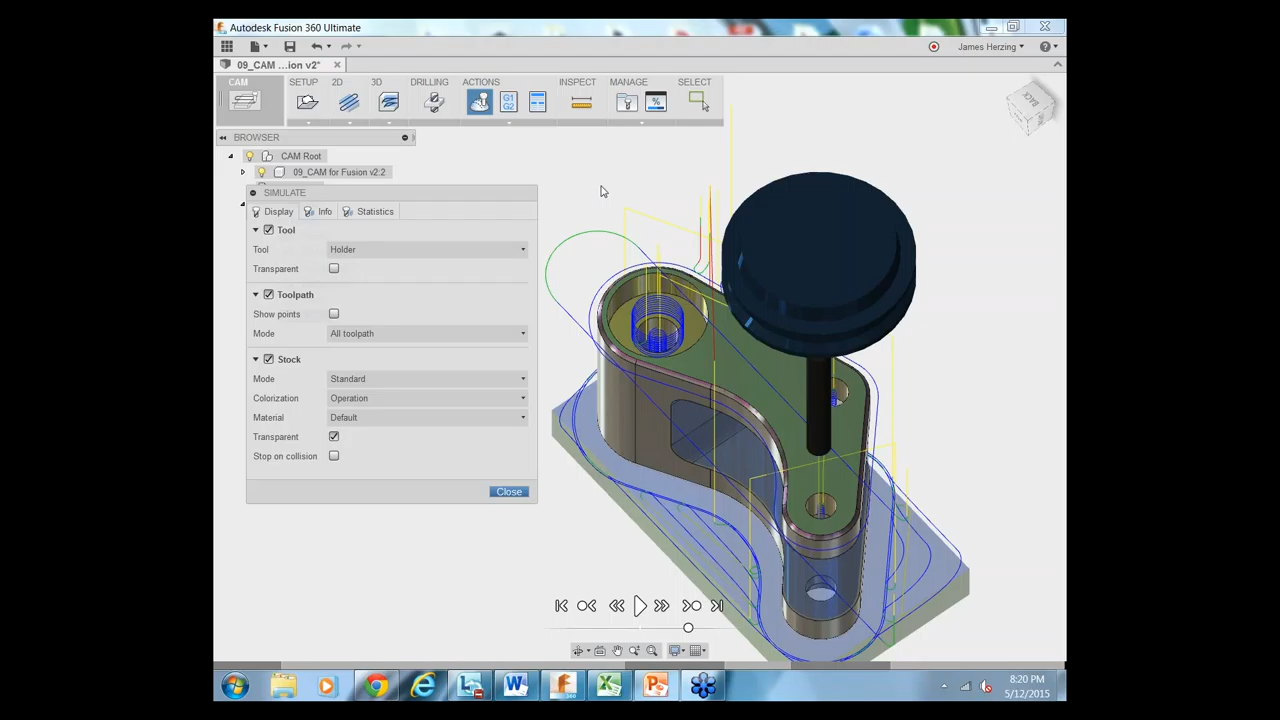 Autodesk Fusion 360 Ultimate
James Herzing
09_CAM ...ion v2*
CAM
SETUP
2D
3D
DRILLING
ACTIONS
INSPECT
MANAGE
SELECT
G1
G2
%
BACK
BROWSER
CAM Root
09_CAM for Fusion v2:2
SIMULATE
Display
Info
Statistics
Tool
Tool Holder
Transparent
Toolpath
Show points
Mode All toolpath
Stock
Mode Standard
Colorization Operation
Material Default
Transparent
Stop on collision
Close
8:20 PM
5/12/2015